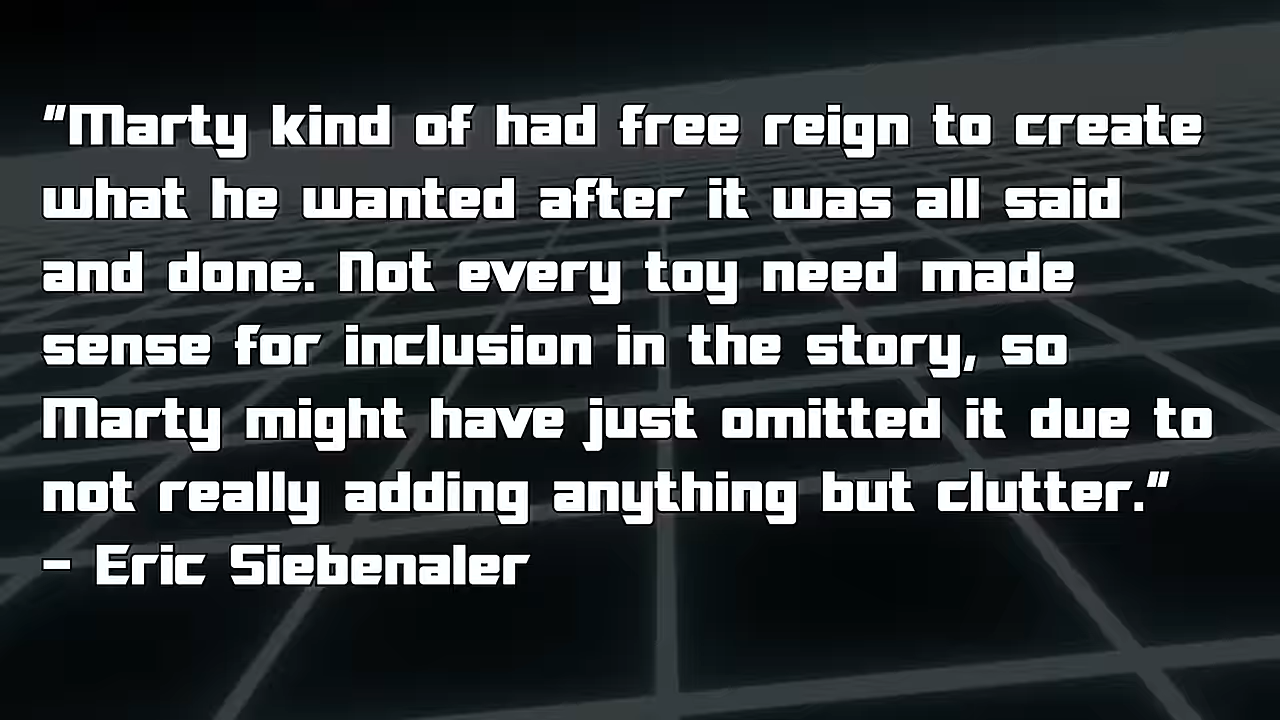 "Marty kind of had free reign to create
what he wanted after it was all said
and done. Not every toy need made
sense for inclusion in the story, so
Marty might have just omitted it due to
not really adding anything but clutter."
- Eric Siebenaler